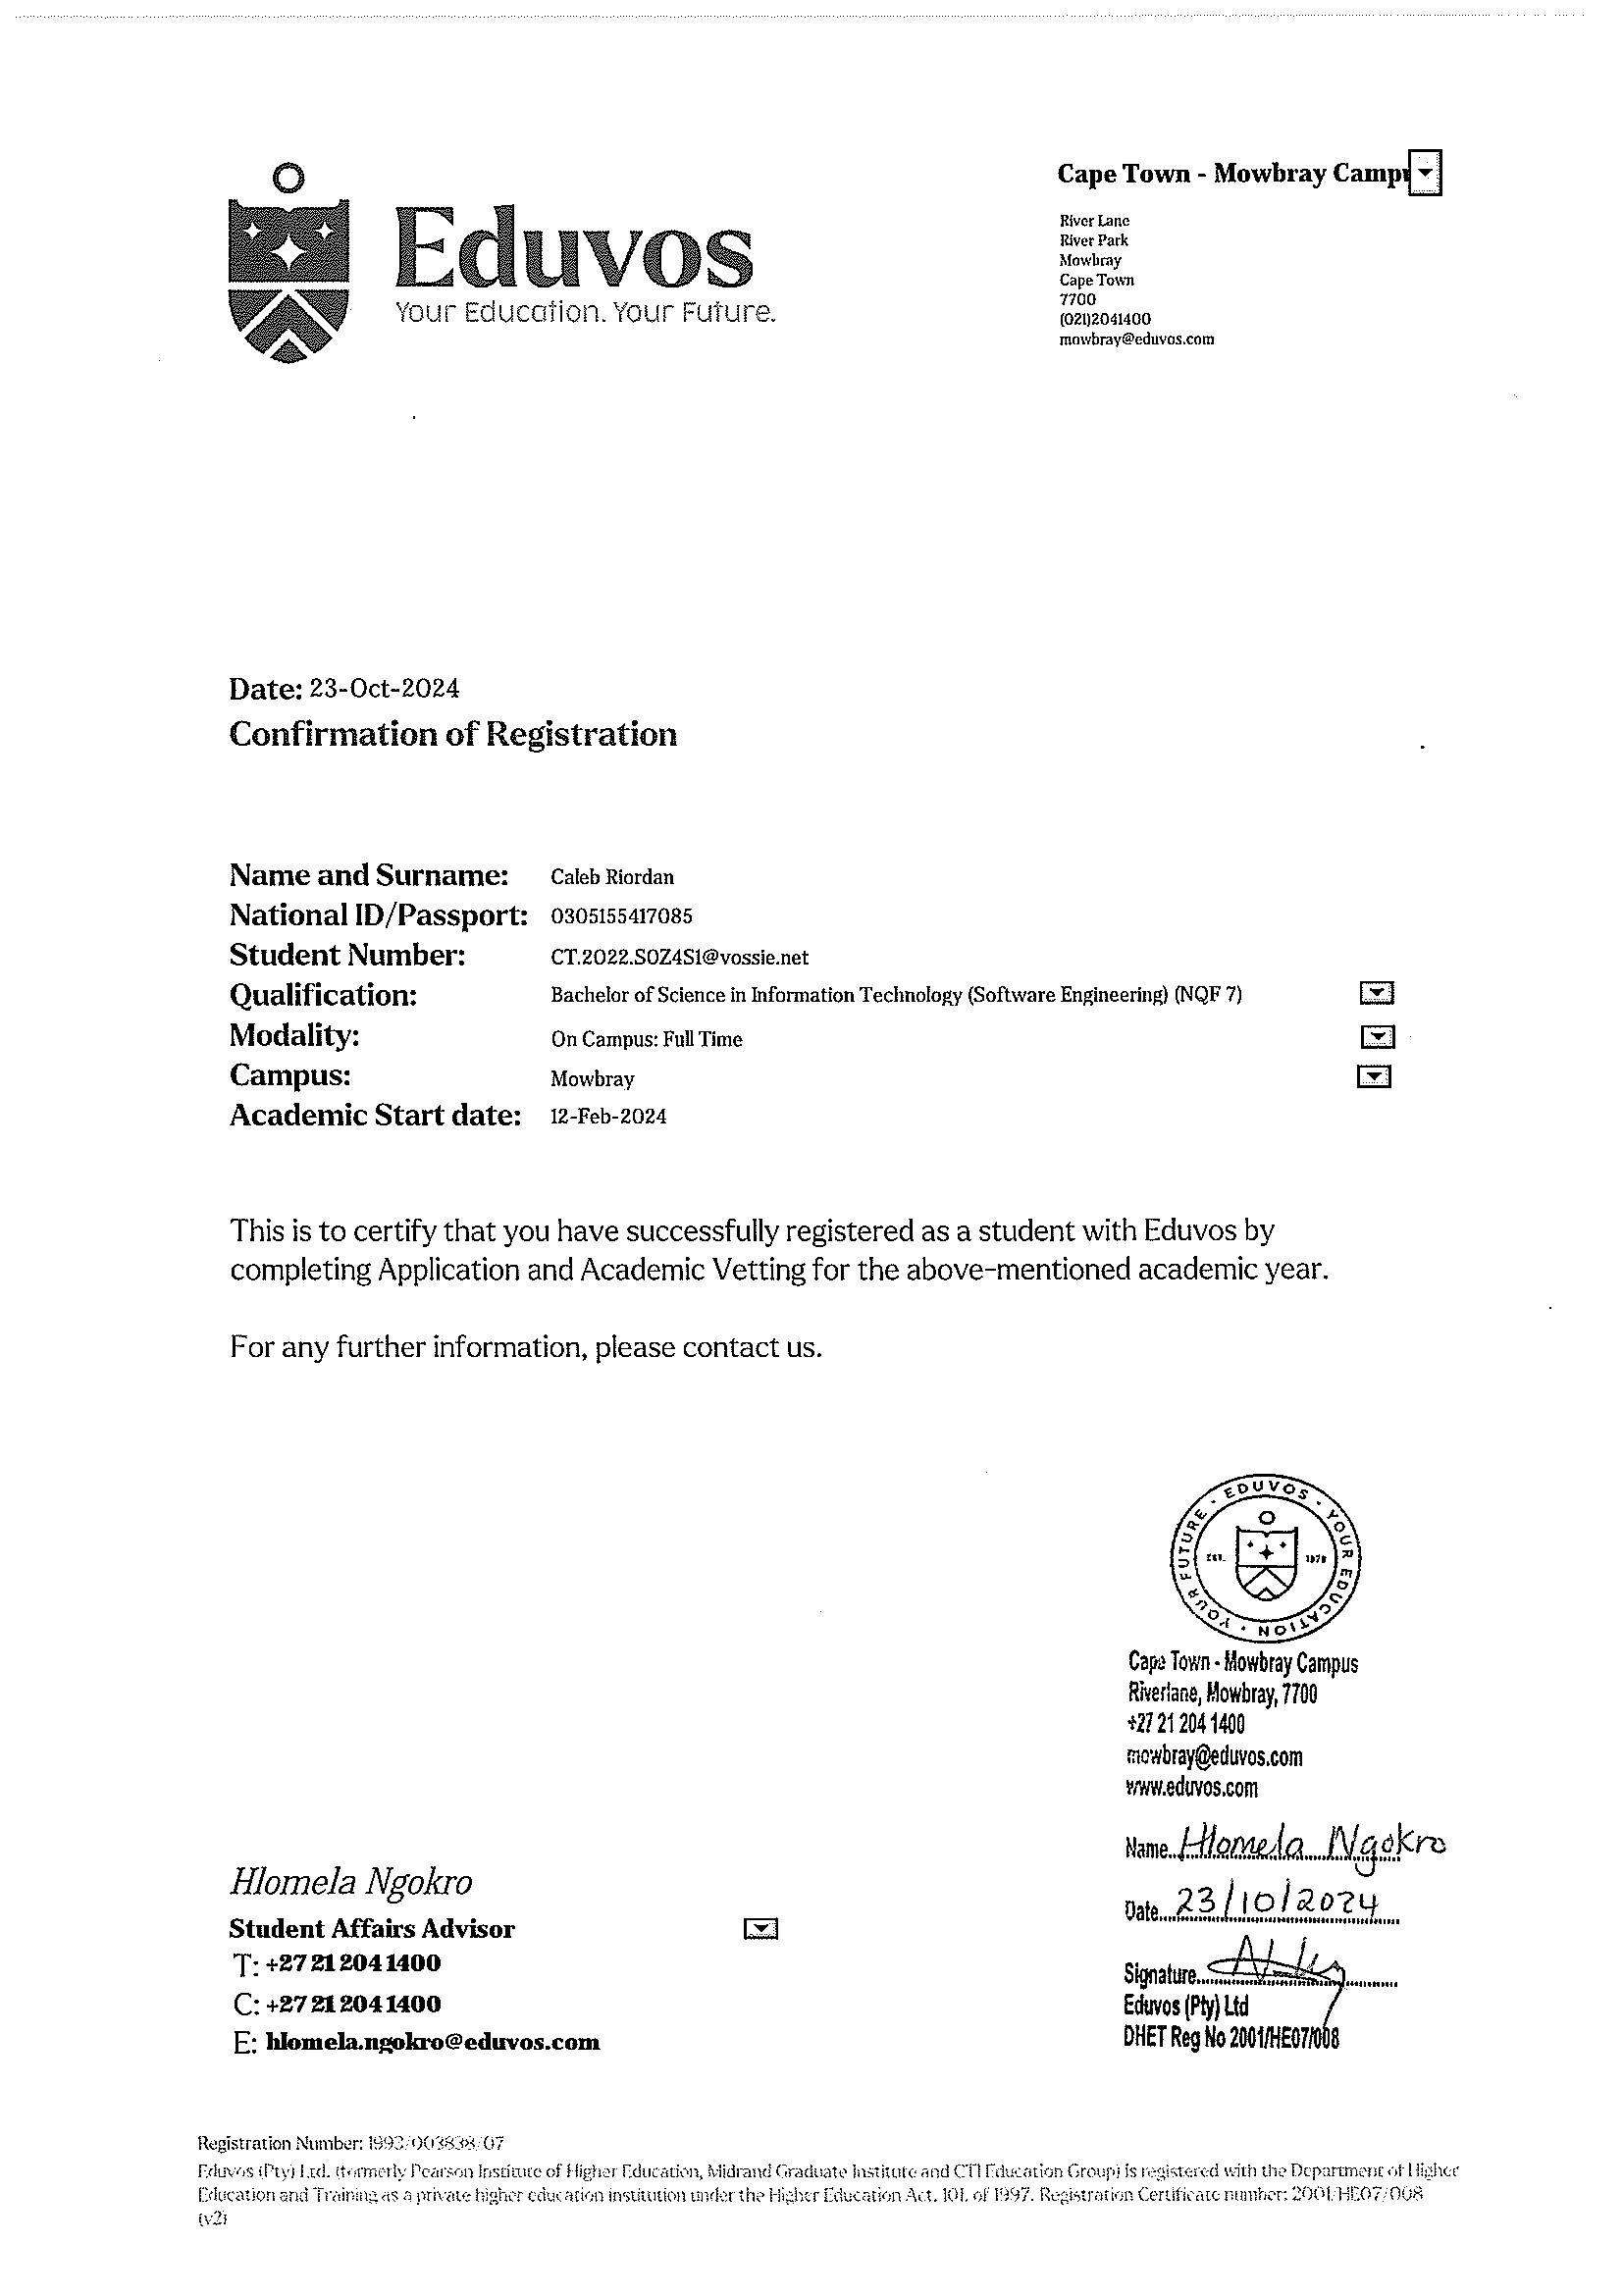 Cape Town - Mowbray Camp
River Lane
River Park
Mowbray
Cape Town
7700
(021)2041400
mowbray@eduvos.com
Eduvos
Your Education. Your Future.
Date: 23-Oct-2024
Confirmation of Registration
Name and Surname: Caleb Riordan
National ID/Passport: 0305155417085
Student Number: CT.2022.S0Z4S1@vossie.net
Qualification: Bachelor of Science in Information Technology (Software Engineering) (NQF 7)
Modality: On Campus: Full Time
Campus: Mowbray
Academic Start date: 12-Feb-2024
This is to certify that you have successfully registered as a student with Eduvos by
completing Application and Academic Vetting for the above-mentioned academic year.
For any further information, please contact us.
EDUVOS · YOUR EDUCATION · YOUR FUTURE ·
EST. 1978
Cape Town - Mowbray Campus
Riverlane, Mowbray, 7700
+27 21 204 1400
mowbray@eduvos.com
www.eduvos.com
Name Hlomela Ngokro
Date 23/10/2024
Signature
Eduvos (Pty) Ltd
DHET Reg No 2001/HE07/008
Hlomela Ngokro
Student Affairs Advisor
T: +27 21 204 1400
C: +27 21 204 1400
E: hlomela.ngokro@eduvos.com
Registration Number: 1993/003838/07
Eduvos (Pty) Ltd. (formerly Pearson Institute of Higher Education, Midrand Graduate Institute and CTI Education Group) is registered with the Department of Higher
Education and Training as a private higher education institution under the Higher Education Act, 101, of 1997. Registration Certificate number: 2001/HE07/008
(v2)